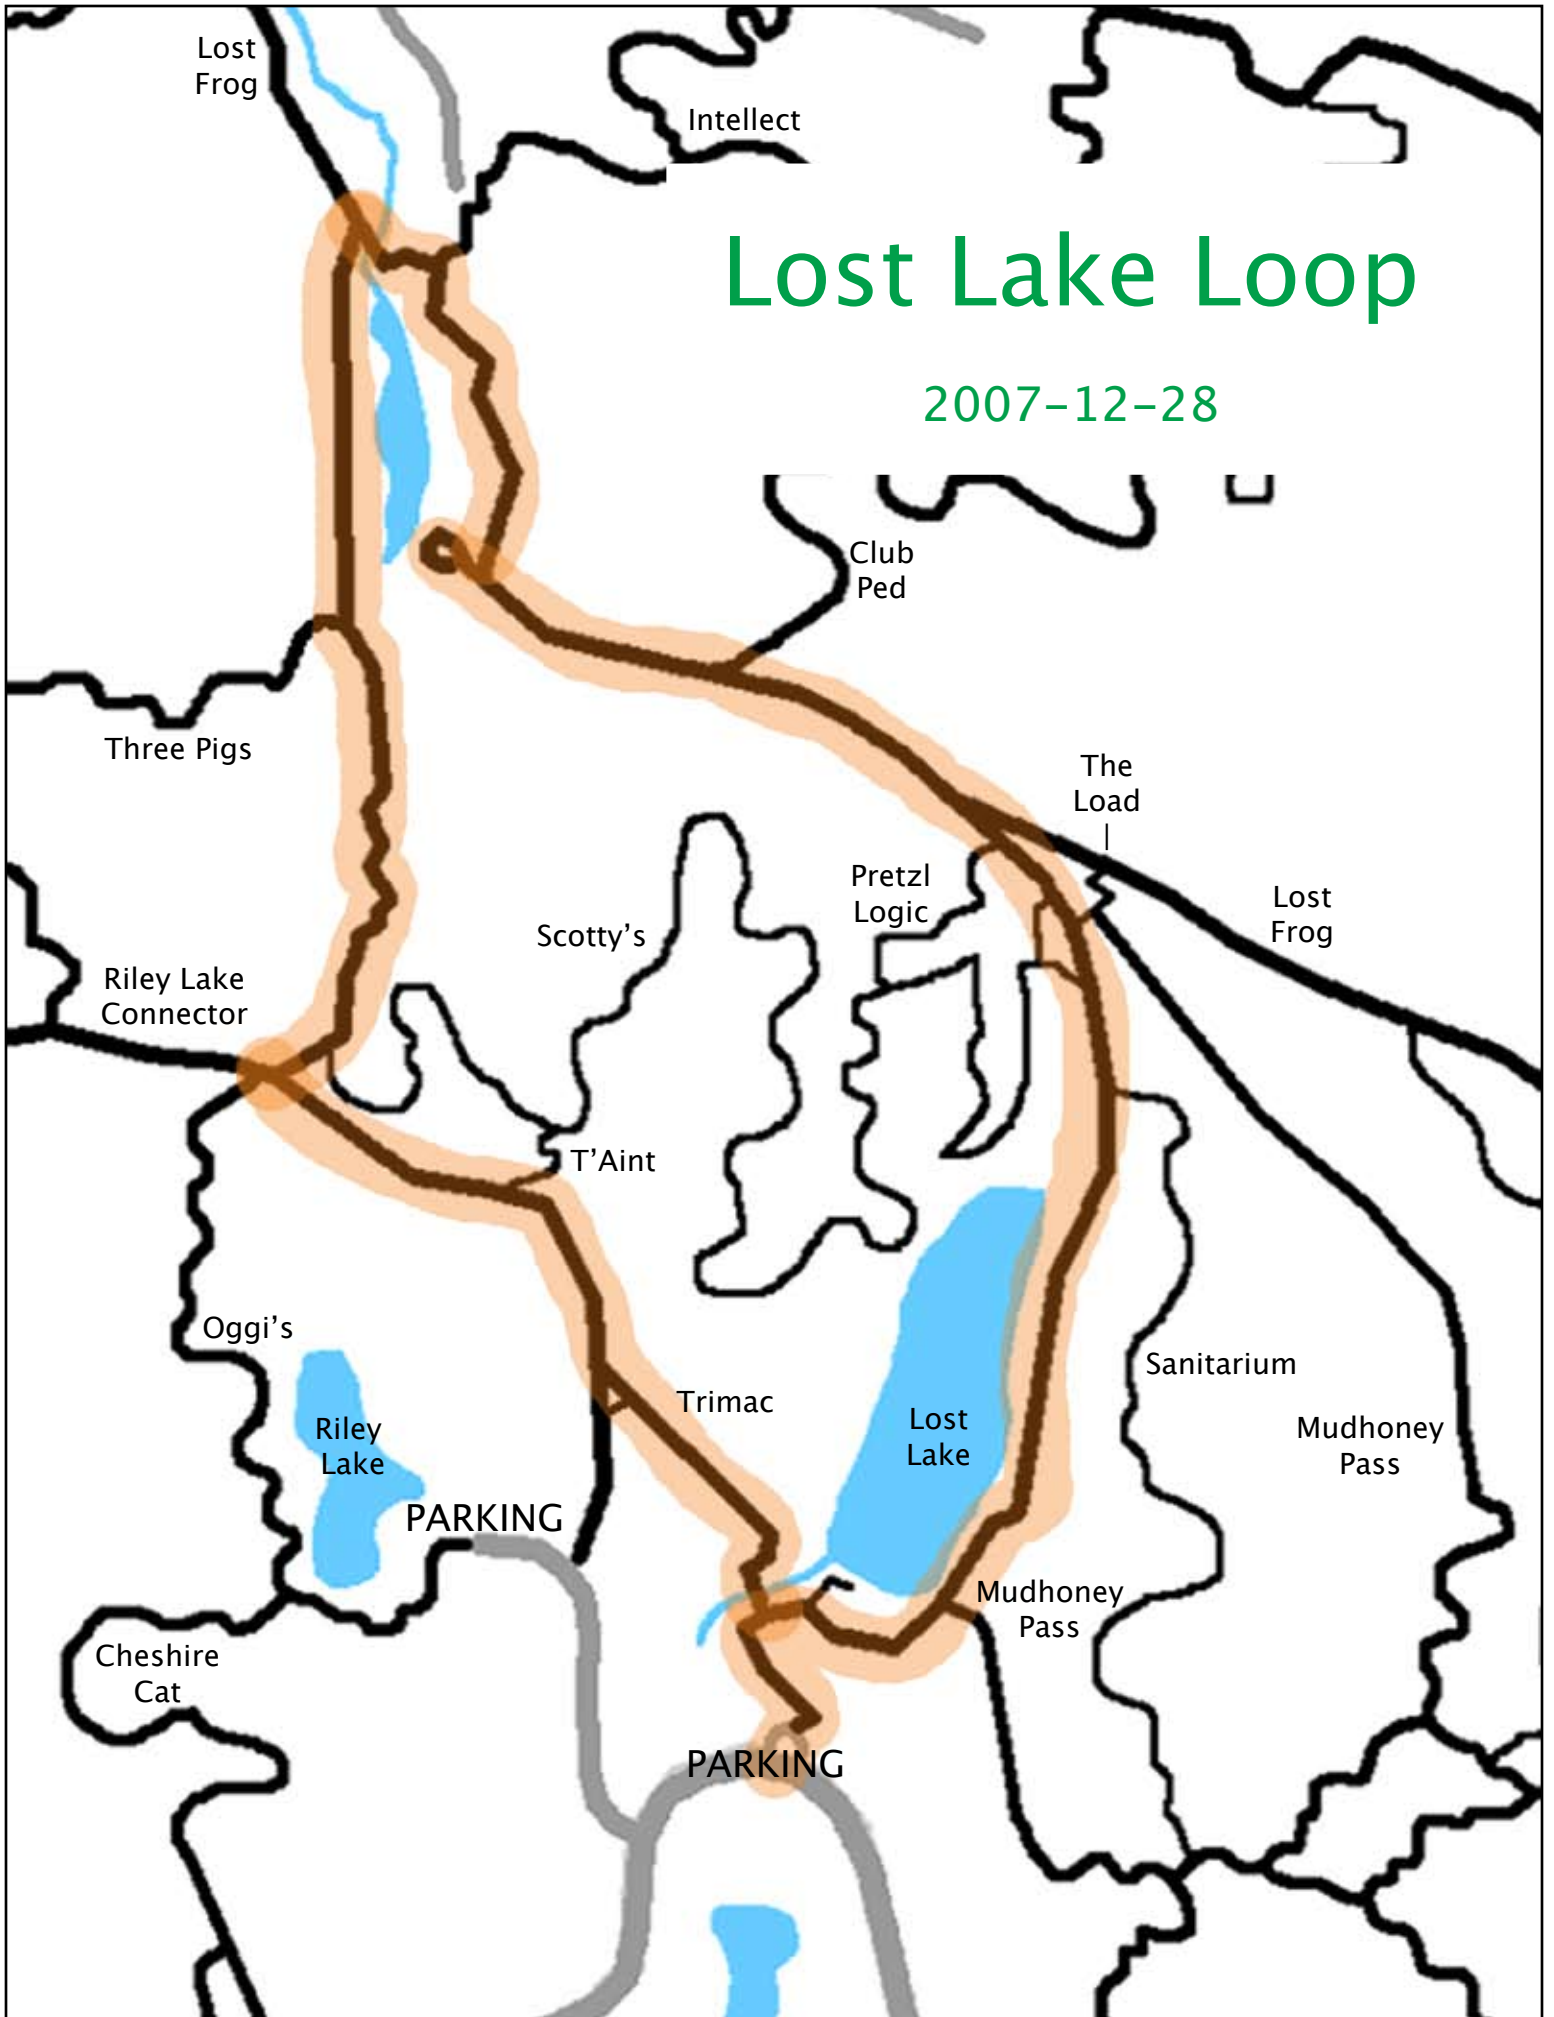 Lost
Frog
Intellect
Lost Lake Loop
2007-12-28
Club
Ped
Three Pigs
The
Load
Pretzl
Logic
Lost
Frog
Scotty's
Riley Lake
Connector
T'Aint
Oggi's
Sanitarium
Trimac
Lost
Lake
Riley
Lake
Mudhoney
Pass
PARKING
Mudhoney
Pass
Cheshire
Cat
PARKING